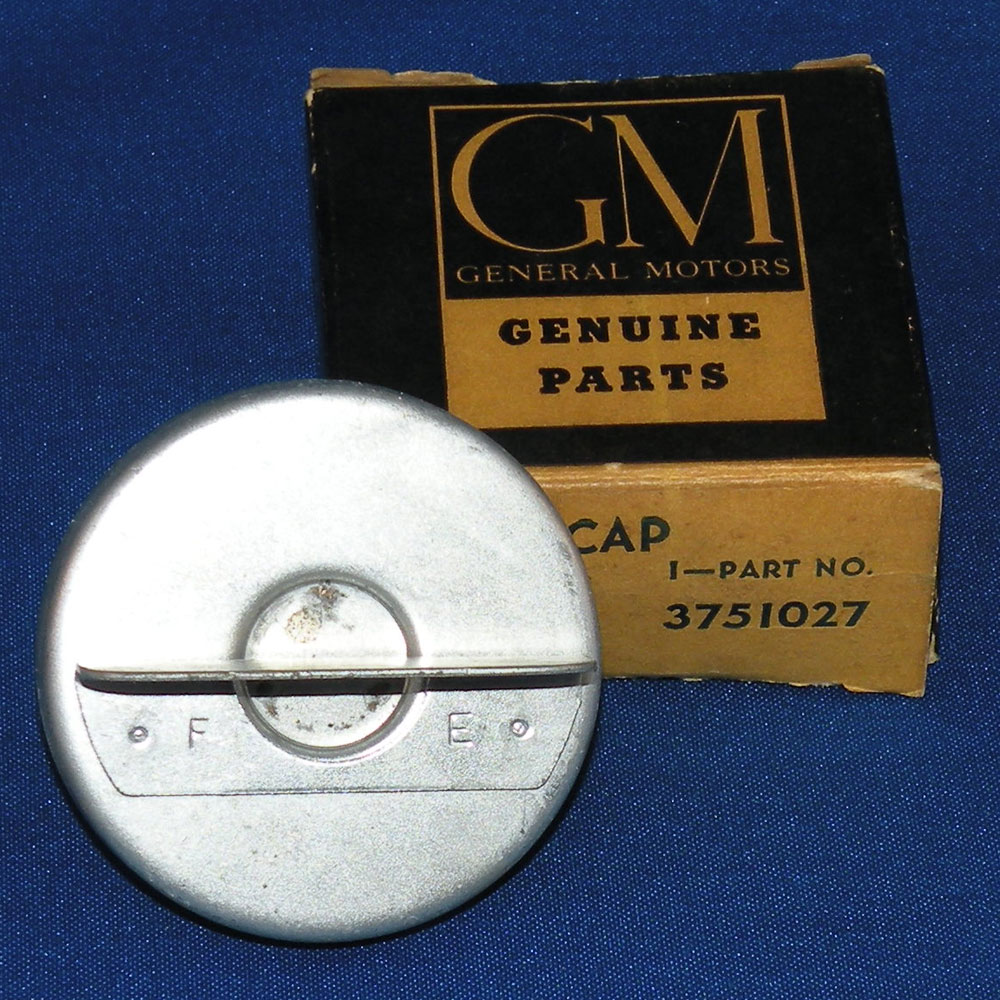 GM
GENERAL MOTORS
GENUINE
PARTS
CAP
1—PART NO.
3751027
F E